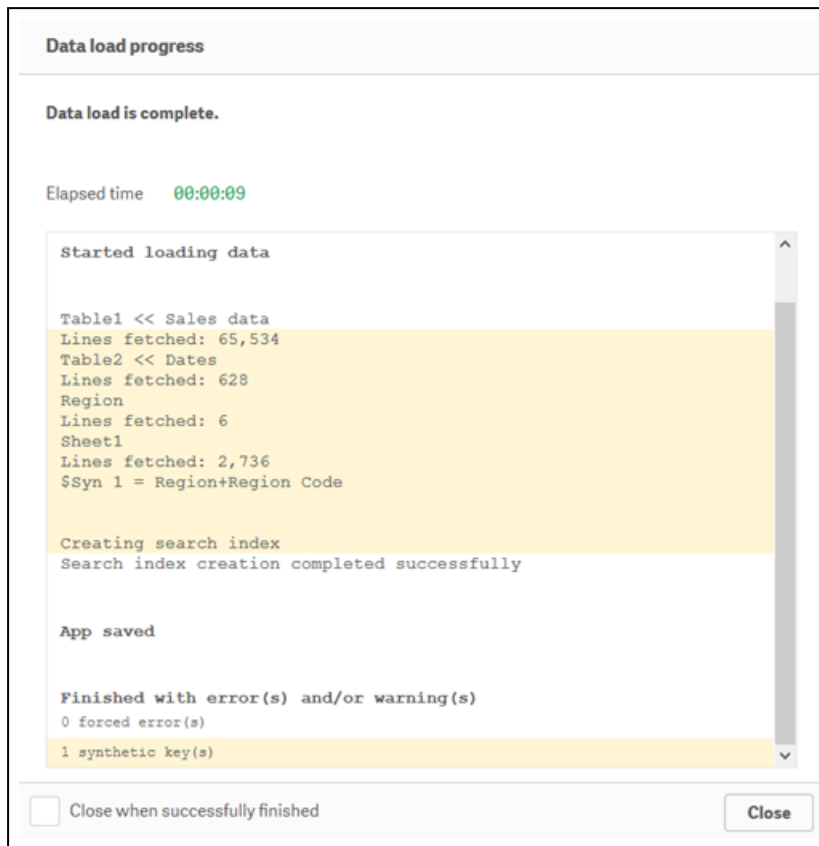 Data load progress
Data load is complete.
Elapsed time 00:00:09
Started loading data
Table1 << Sales data
Lines fetched: 65,534
Table2 << Dates
Lines fetched: 628
Region
Lines fetched: 6
Sheet1
Lines fetched: 2,736
$Syn 1 = Region+Region Code
Creating search index
Search index creation completed successfully
App saved
Finished with error(s) and/or warning(s)
0 forced error(s)
1 synthetic key(s)
Close when successfully finished
Close